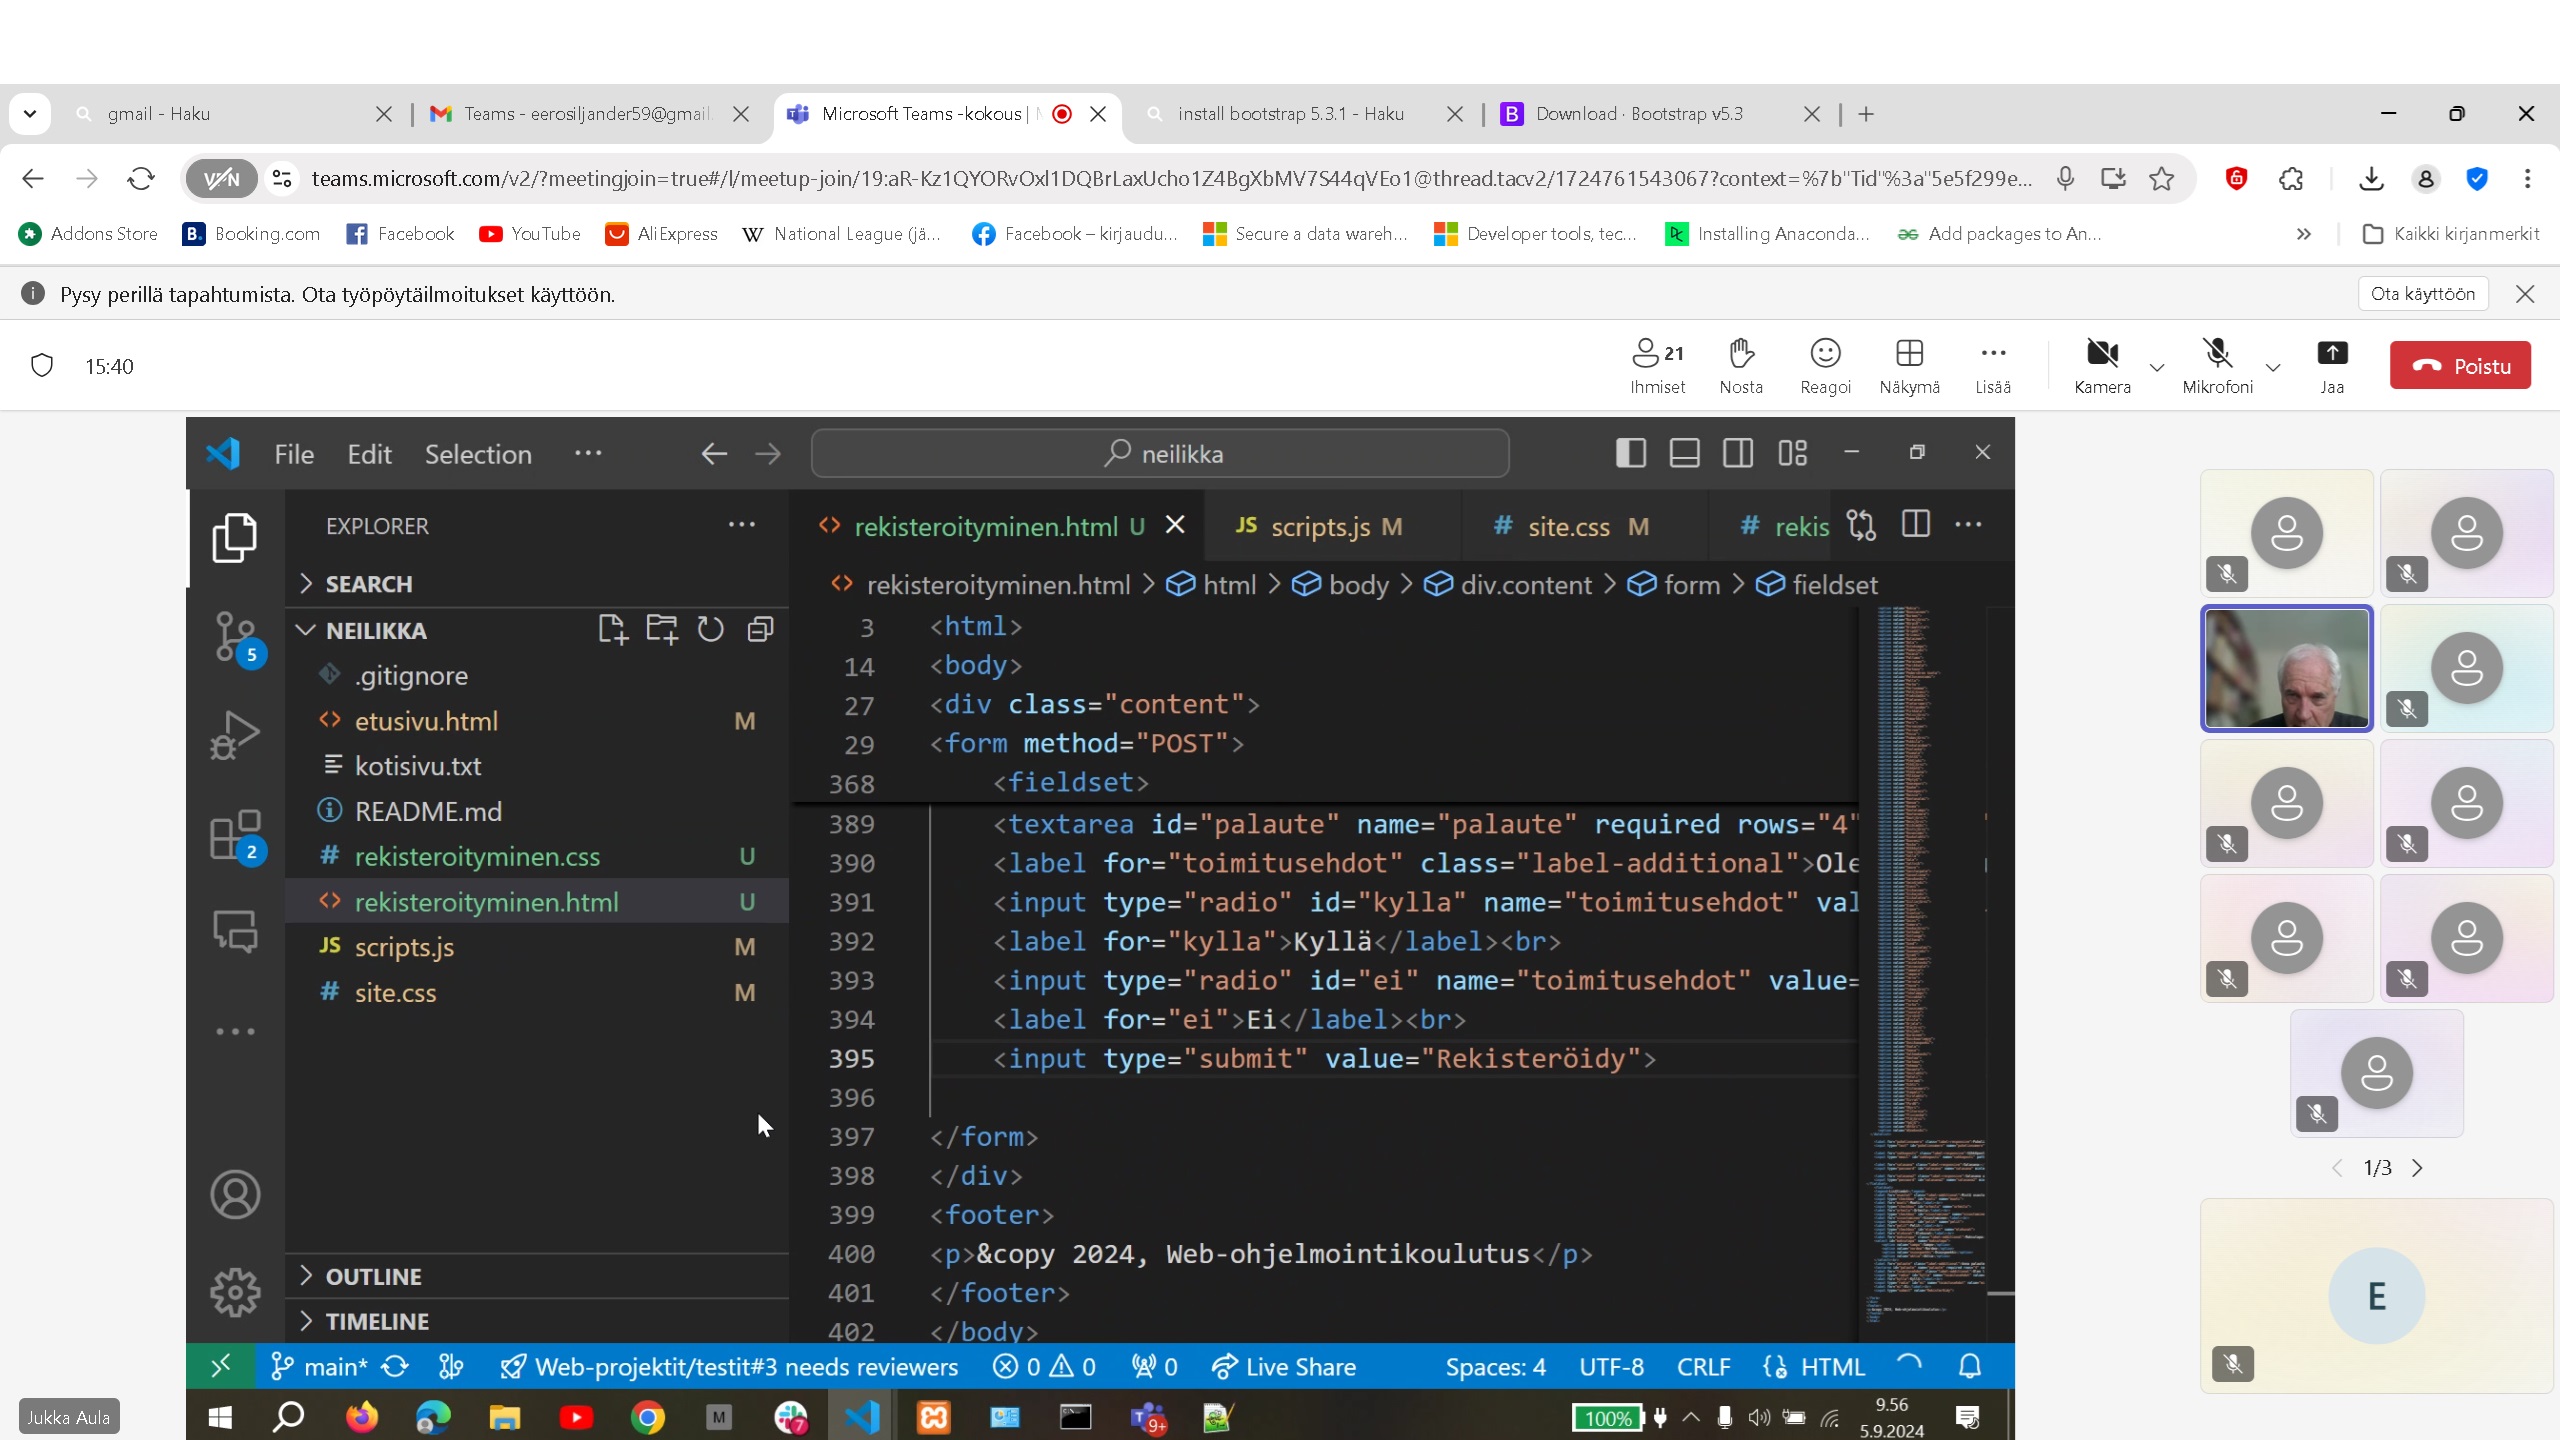 gmail - Haku
Teams - eerosiljander59@gmail.
Microsoft Teams -kokous |
install bootstrap 5.3.1 - Haku
Download · Bootstrap v5.3
VPN
teams.microsoft.com/v2/?meetingjoin=true#/l/meetup-join/19:aR-Kz1QYORvOxl1DQBrLaxUcho1Z4BgXbMV7S44qVEo1@thread.tacv2/1724761543067?context=%7b"Tid"%3a"5e5f299e...
Addons Store
Booking.com
Facebook
YouTube
AliExpress
National League (jä...
Facebook – kirjaudu...
Secure a data wareh...
Developer tools, tec...
Installing Anaconda...
Add packages to An...
Kaikki kirjanmerkit
Pysy perillä tapahtumista. Ota työpöytäilmoitukset käyttöön.
Ota käyttöön
15:40
21
Ihmiset
Nosta
Reagoi
Näkymä
Lisää
Kamera
Mikrofoni
Jaa
Poistu
File Edit Selection ...
neilikka
EXPLORER
SEARCH
NEILIKKA
.gitignore
etusivu.html M
kotisivu.txt
README.md
rekisteroityminen.css U
rekisteroityminen.html U
JS scripts.js M
# site.css M
OUTLINE
TIMELINE
5
2
rekisteroityminen.html U
JS scripts.js M
# site.css M
# rekis
rekisteroityminen.html > html > body > div.content > form > fieldset
3 <html>
14 <body>
27 <div class="content">
29 <form method="POST">
368 <fieldset>
389 <textarea id="palaute" name="palaute" required rows="4"
390 <label for="toimitusehdot" class="label-additional">Ole
391 <input type="radio" id="kylla" name="toimitusehdot" val
392 <label for="kylla">Kyllä</label><br>
393 <input type="radio" id="ei" name="toimitusehdot" value=
394 <label for="ei">Ei</label><br>
395 <input type="submit" value="Rekisteröidy">
396
397 </form>
398 </div>
399 <footer>
400 <p>&copy 2024, Web-ohjelmointikoulutus</p>
401 </footer>
402 </body>
main* Web-projektit/testit#3 needs reviewers 0 0 0 Live Share Spaces: 4 UTF-8 CRLF HTML
100%
9.56
5.9.2024
7
9+
M
Jukka Aula
1/3
E